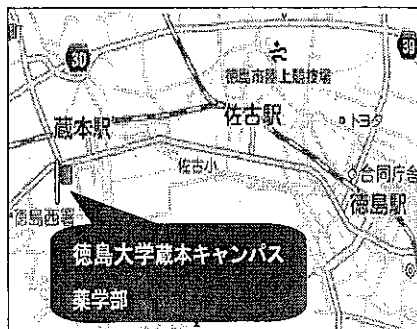 30
39
徳島市陸上競技場
蔵本駅
佐古駅
トヨタ
佐古小
合同庁舎
徳島駅
徳島西署
徳島大学蔵本キャンパス
薬学部